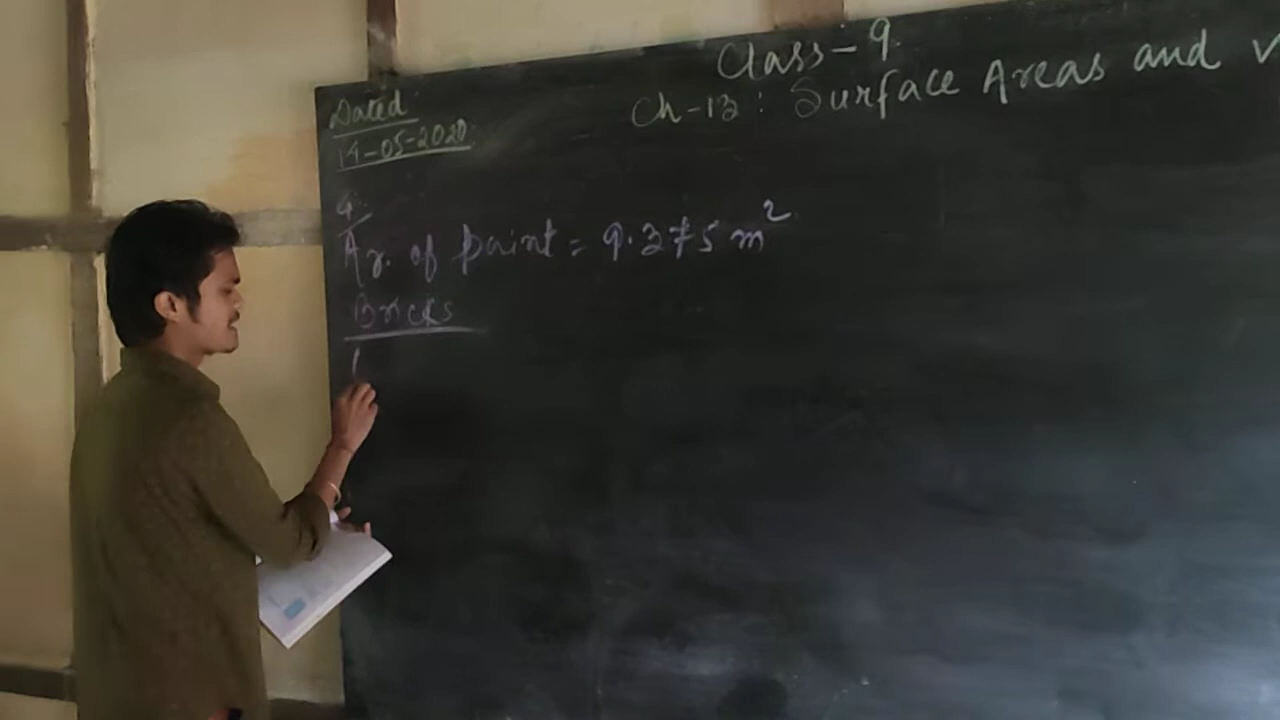 Class - 9
Ch-13 : Surface Areas and V
Dated
14-05-2020
4.
Ar. of paint = 9.375 m²
Bricks
l